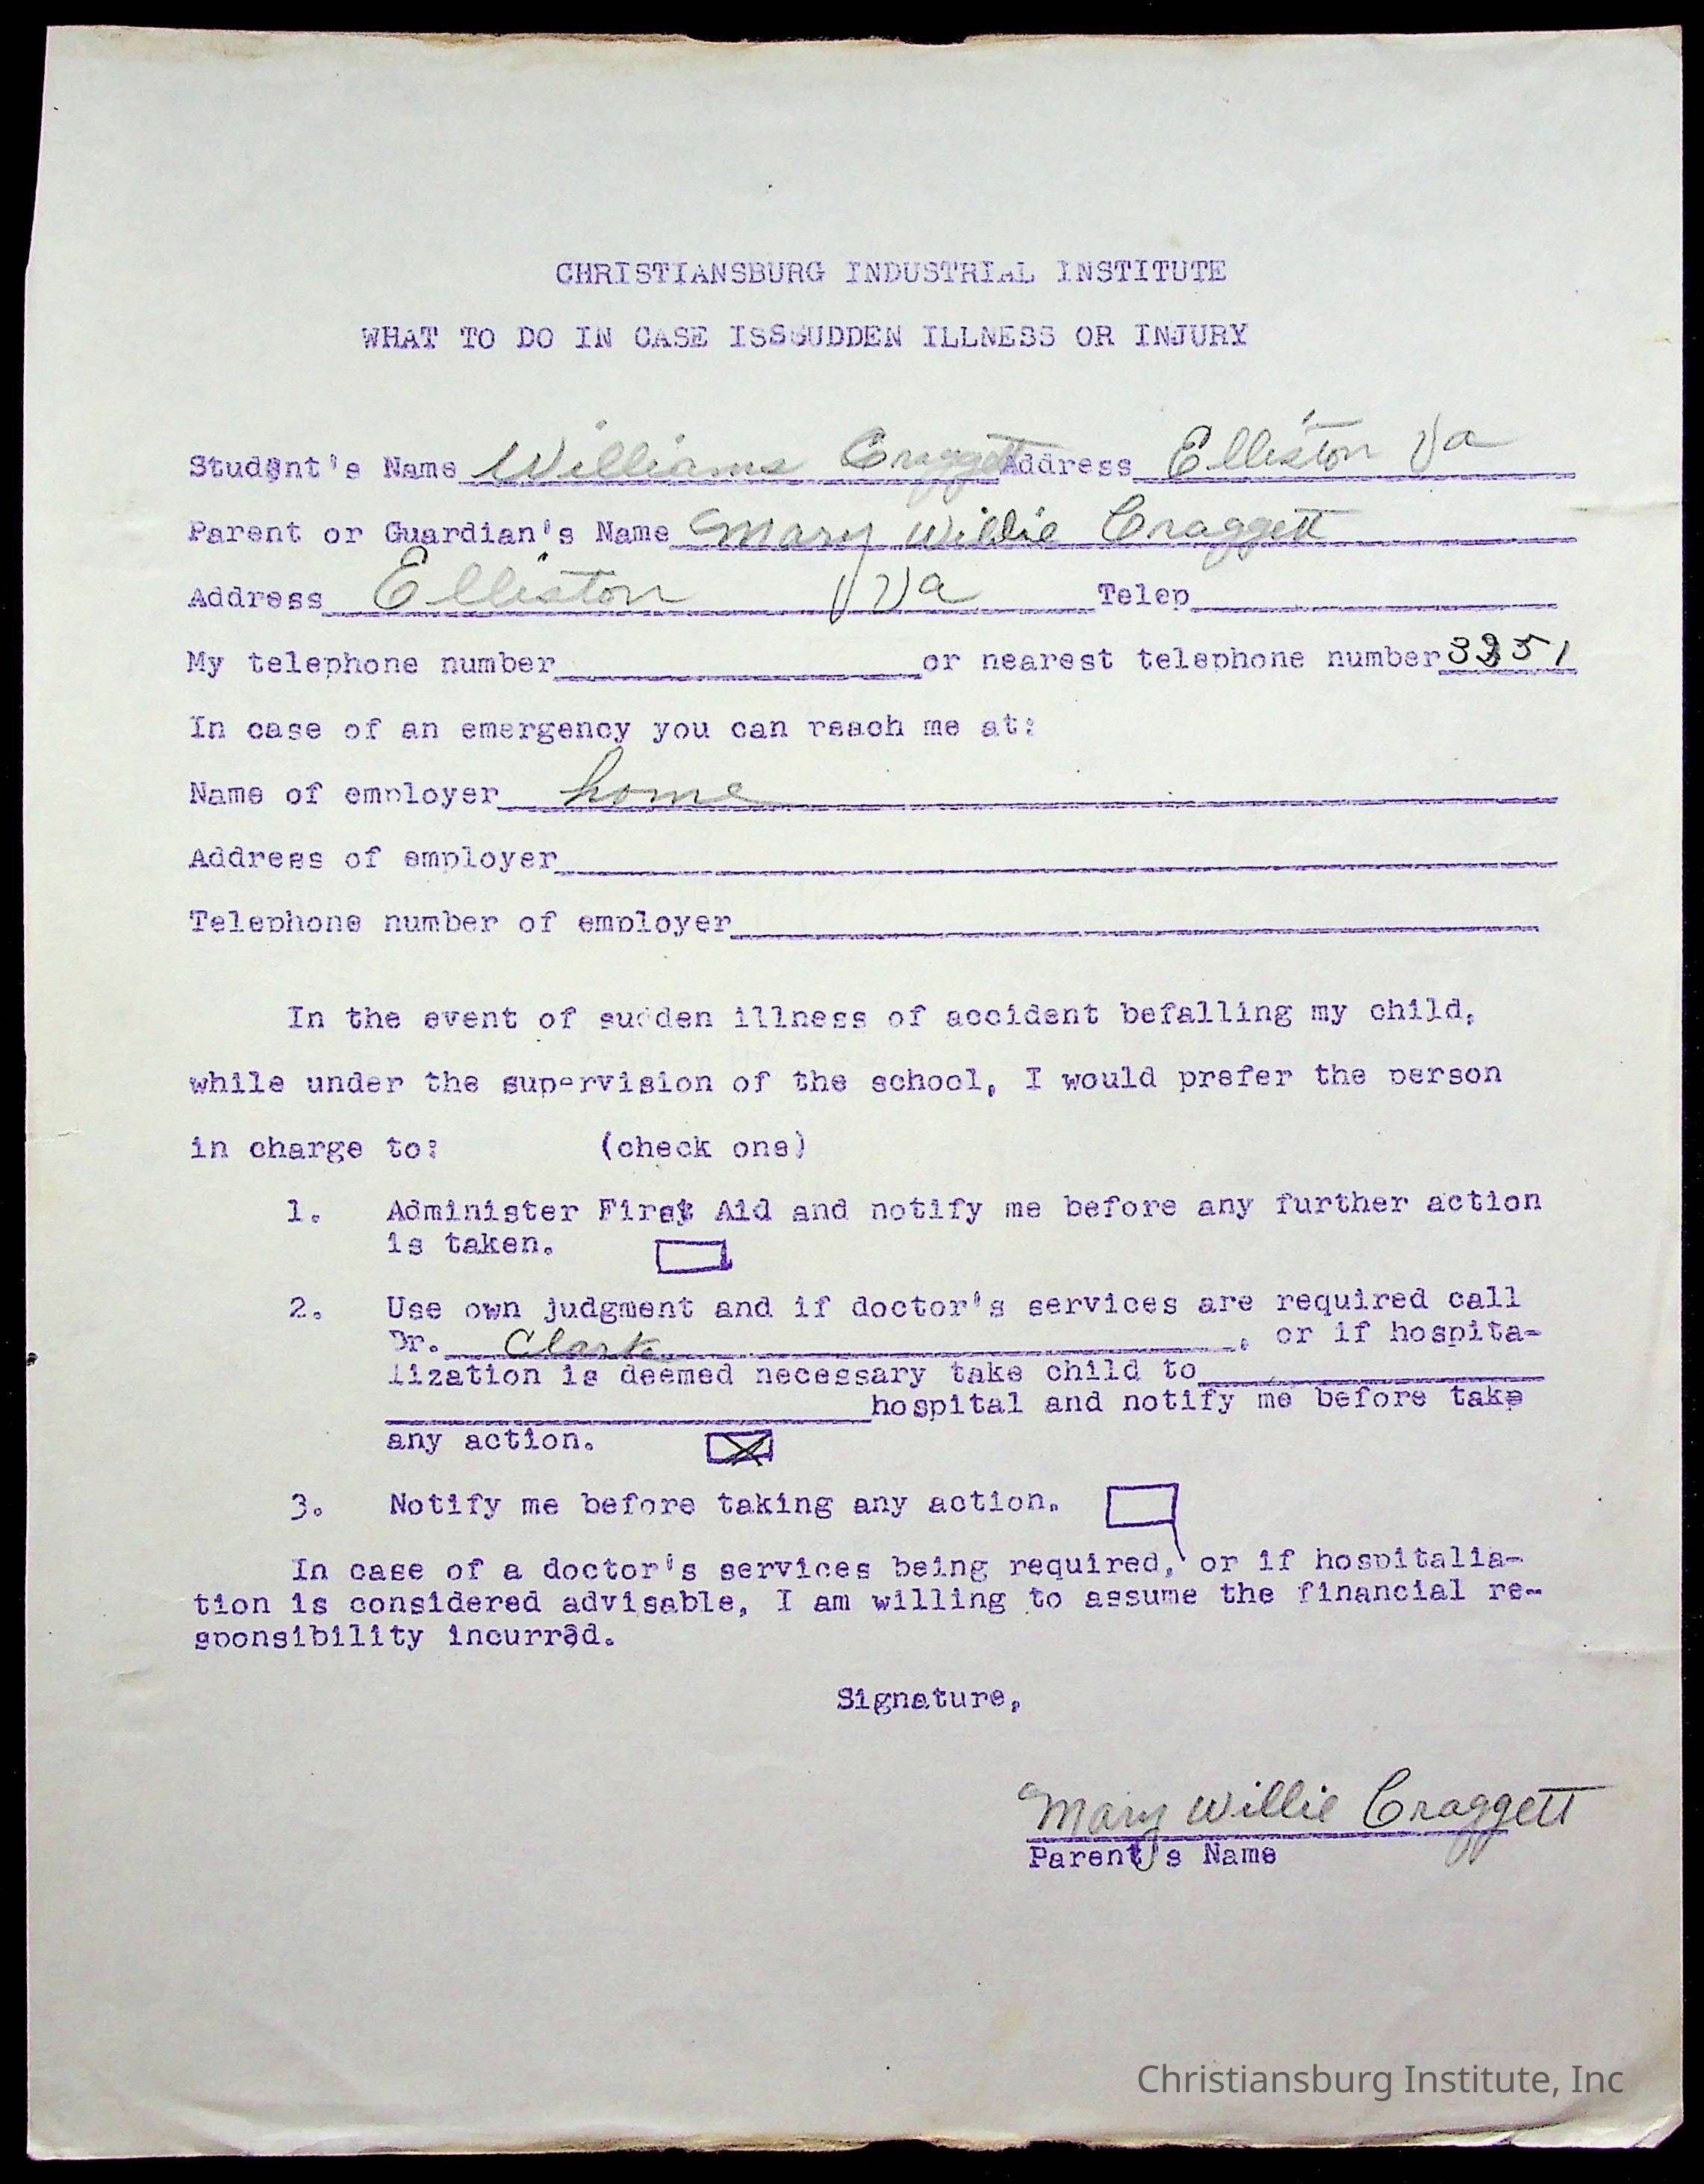 CHRISTIANSBURG INDUSTRIAL INSTITUTE
WHAT TO DO IN CASE ISSSUDDEN ILLNESS OR INJURY
Student's Name Williams Craggett Address Elliston Va
Parent or Guardian's Name Mary Willie Craggett
Address Elliston Va Telep
My telephone number or nearest telephone number 3251
In case of an emergency you can reach me at:
Name of employer home
Address of employer
Telephone number of employer
In the event of sudden illness of accident befalling my child,
while under the supervision of the school, I would prefer the person
in charge to: (check one)
1. Administer First Aid and notify me before any further action
is taken.
2. Use own judgment and if doctor's services are required call
Dr. Clark , or if hospita-
lization is deemed necessary take child to
hospital and notify me before take
any action.
3. Notify me before taking any action.
In case of a doctor's services being required, or if hospitalia-
tion is considered advisable, I am willing to assume the financial re-
sponsibility incurred.
Signature,
Mary Willie Craggett
Parent's Name
Christiansburg Institute, Inc